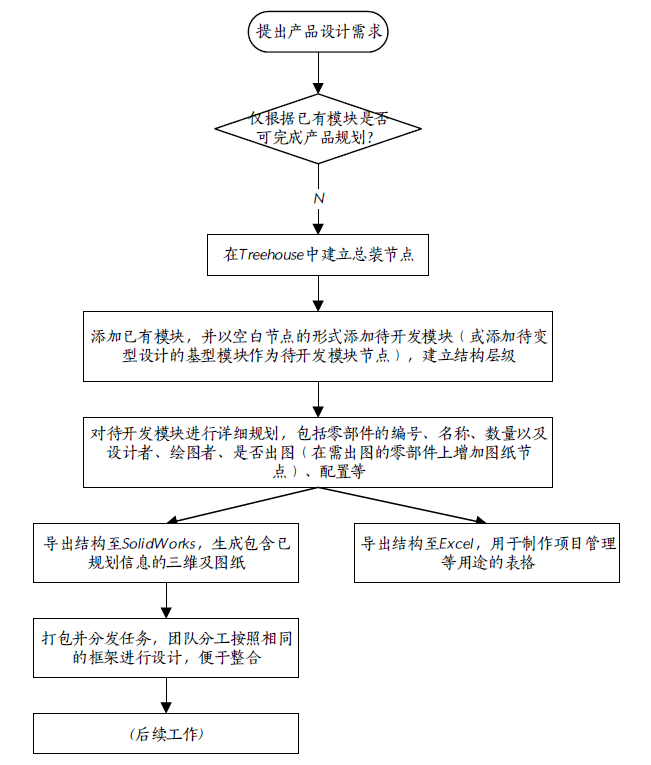 提出产品设计需求
仅根据已有模块是否
可完成产品规划?
N
在Treehouse中建立总装节点
添加已有模块，并以空白节点的形式添加待开发模块（或添加待变
型设计的基型模块作为待开发模块节点），建立结构层级
对待开发模块进行详细规划，包括零部件的编号、名称、数量以及
设计者、绘图者、是否出图（在需出图的零部件上增加图纸节
点）、配置等
导出结构至SolidWorks，生成包含已
规划信息的三维及图纸
导出结构至Excel，用于制作项目管理
等用途的表格
打包并分发任务，团队分工按照相同
的框架进行设计，便于整合
(后续工作)